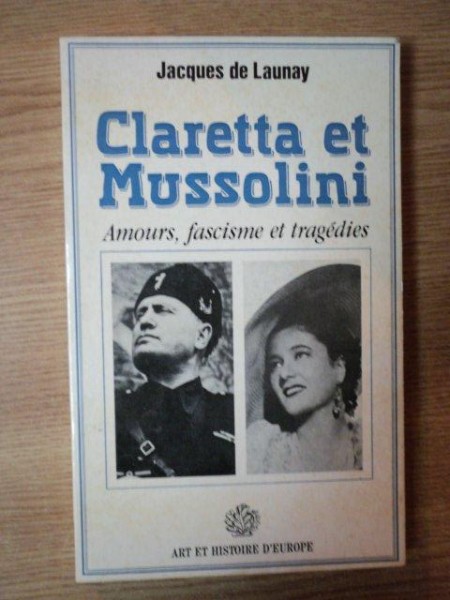 Jacques de Launay
Claretta et
Mussolini
Amours, fascisme et tragédies
ART ET HISTOIRE D'EUROPE